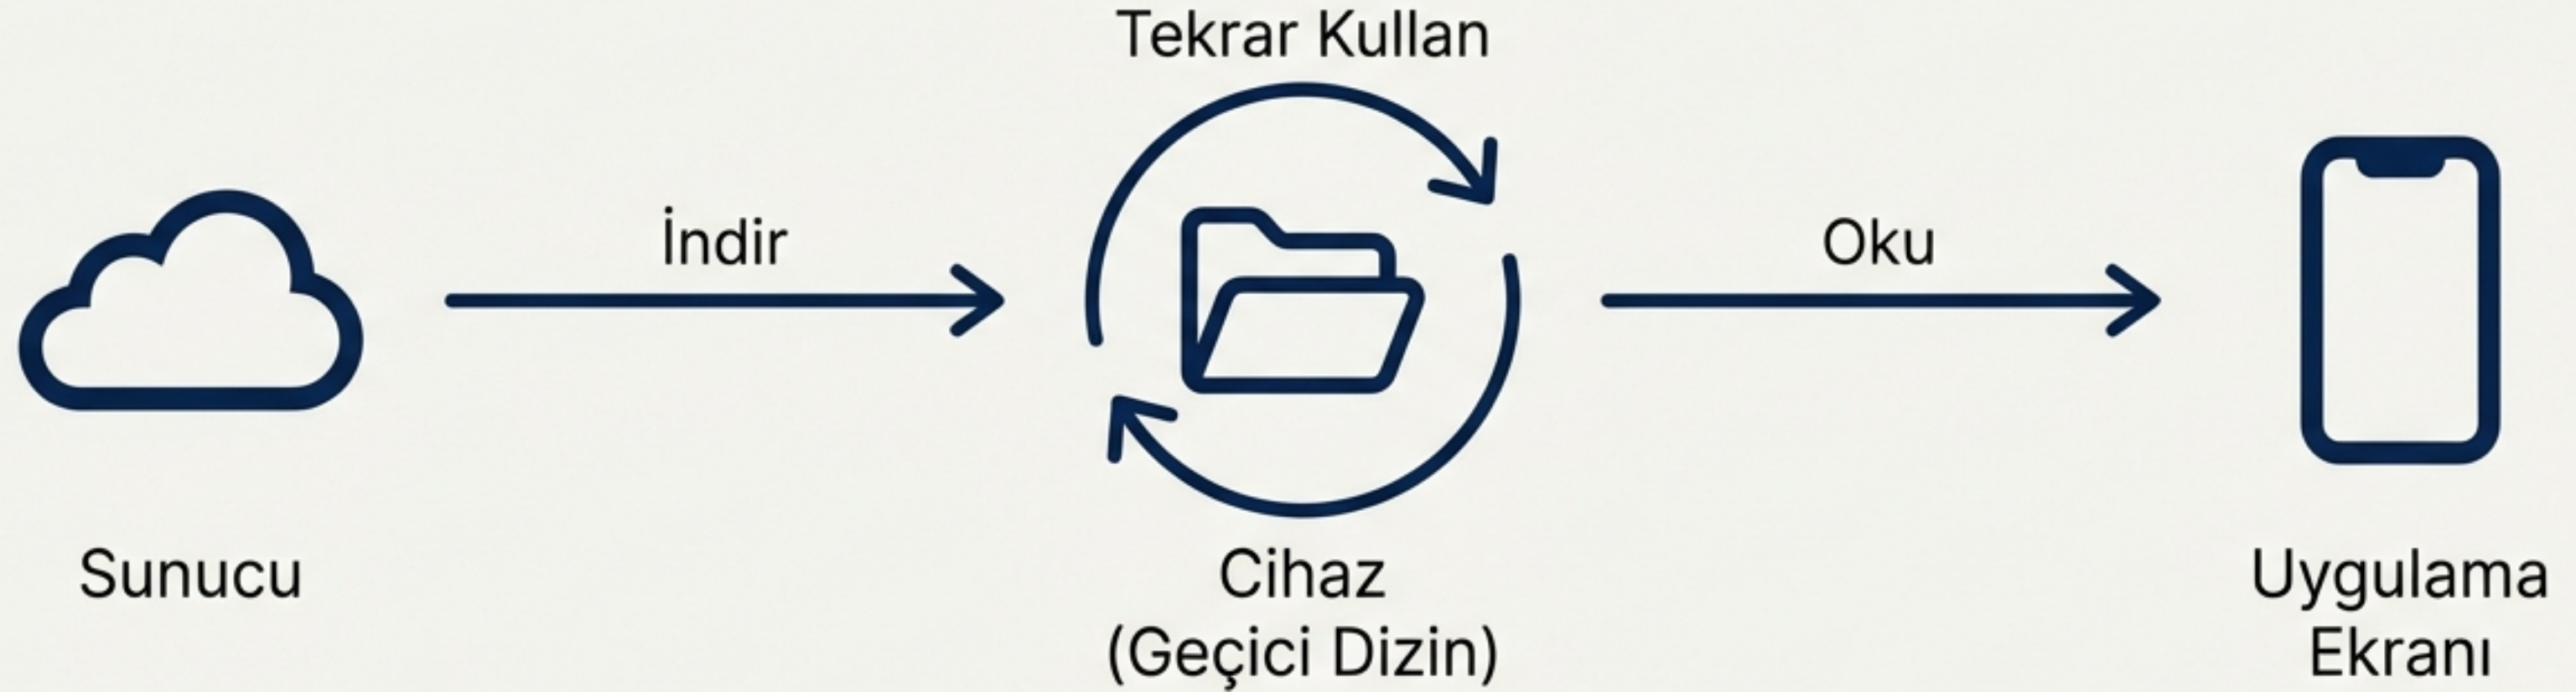 Tekrar Kullan
İndir
Oku
Sunucu
Cihaz
(Geçici Dizin)
Uygulama
Ekranı